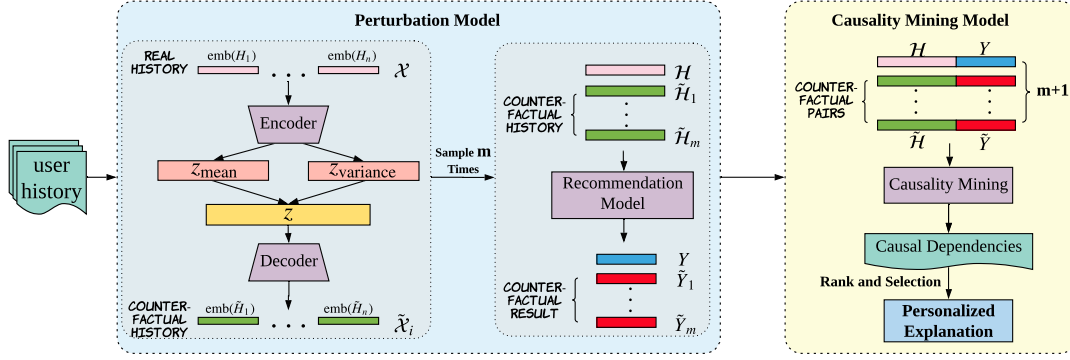 Perturbation Model
Causality Mining Model
user
history
REAL
HISTORY
emb(H₁)
. . .
emb(Hₙ)
𝒳
Encoder
z_mean
z_variance
z
Decoder
COUNTER-
FACTUAL
HISTORY
emb(H̃₁)
. . .
emb(H̃ₙ)
𝒳̃ᵢ
Sample m
Times
COUNTER-
FACTUAL
HISTORY
ℋ
ℋ̃₁
ℋ̃ₘ
Recommendation
Model
COUNTER-
FACTUAL
RESULT
Y
Ỹ₁
Ỹₘ
ℋ Y
COUNTER-
FACTUAL
PAIRS
m+1
ℋ̃ Ỹ
Causality Mining
Causal Dependencies
Rank and Selection
Personalized
Explanation